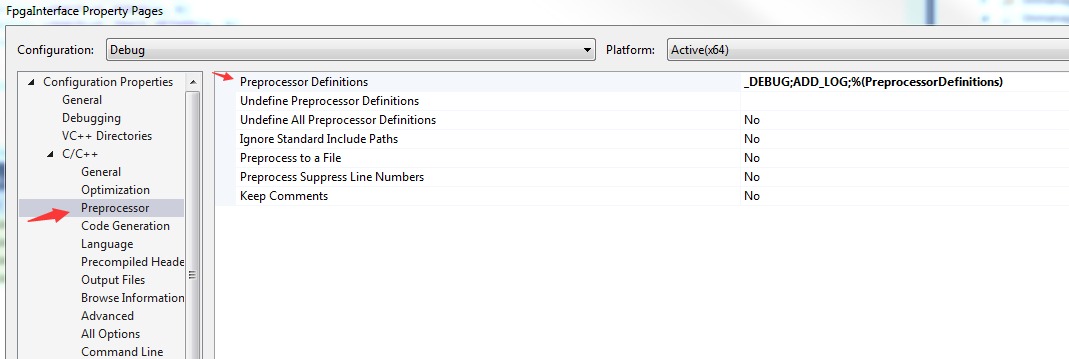 FpgaInterface Property Pages
Configuration: Debug Platform: Active(x64)
Configuration Properties
General
Debugging
VC++ Directories
C/C++
General
Optimization
Preprocessor
Code Generation
Language
Precompiled Heade
Output Files
Browse Information
Advanced
All Options
Command Line
Preprocessor Definitions _DEBUG;ADD_LOG;%(PreprocessorDefinitions)
Undefine Preprocessor Definitions
Undefine All Preprocessor Definitions No
Ignore Standard Include Paths No
Preprocess to a File No
Preprocess Suppress Line Numbers No
Keep Comments No